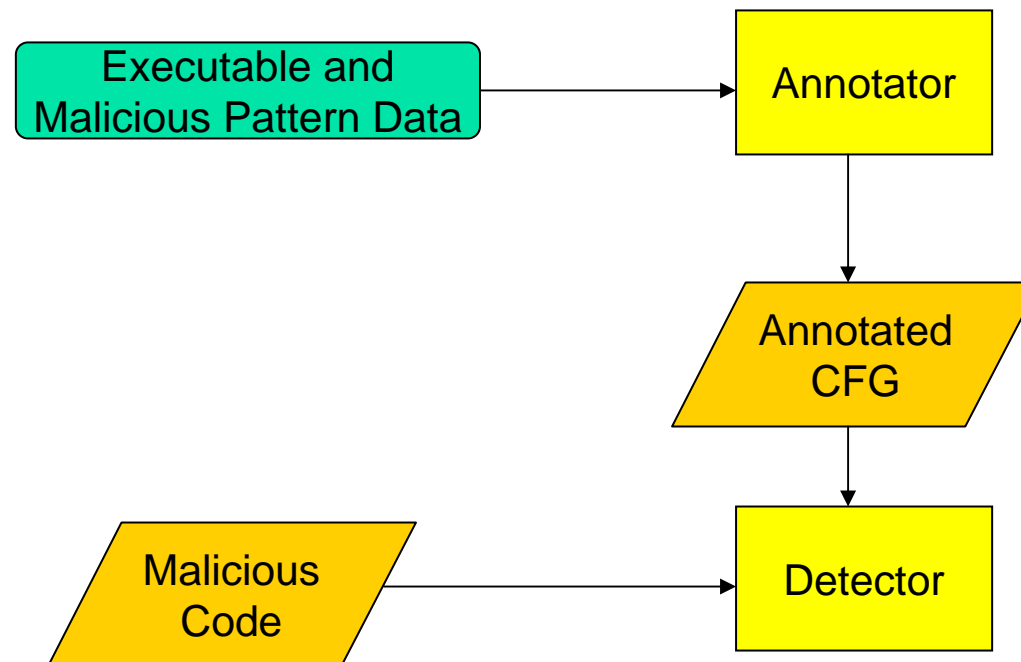 Executable and
Malicious Pattern Data
Annotator
Annotated
CFG
Malicious
Code
Detector